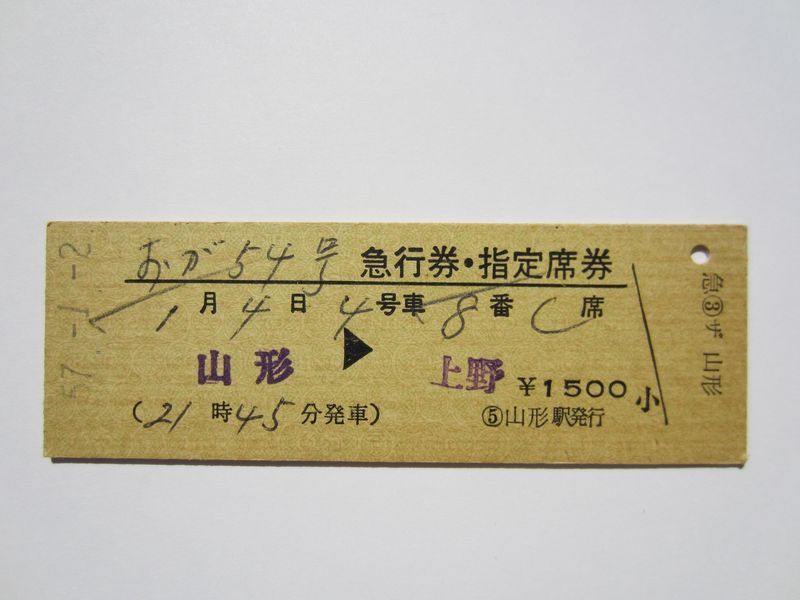 57.-1.-2
おが54号 急行券・指定席券
1月4日4号車8番C席
山形▶上野 ¥1500
小
(21時45分発車) ⑤山形駅発行
急③ザ 山形